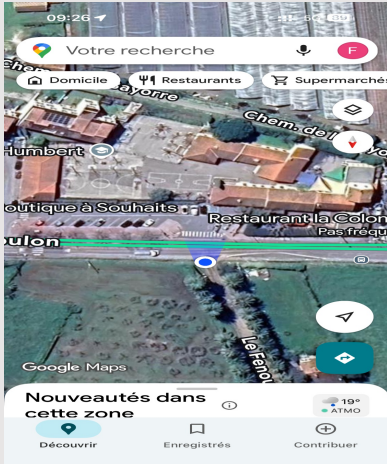 09:26
Votre recherche
F
Domicile
Restaurants
Supermarchés
ayorre
Chem. de l
Humbert
outique à Souhaits
Restaurant la Colon
Pas fréqu
oulon
Le Fenou
Google Maps
Nouveautés dans
cette zone
19°
ATMO
Découvrir
Enregistrés
Contribuer